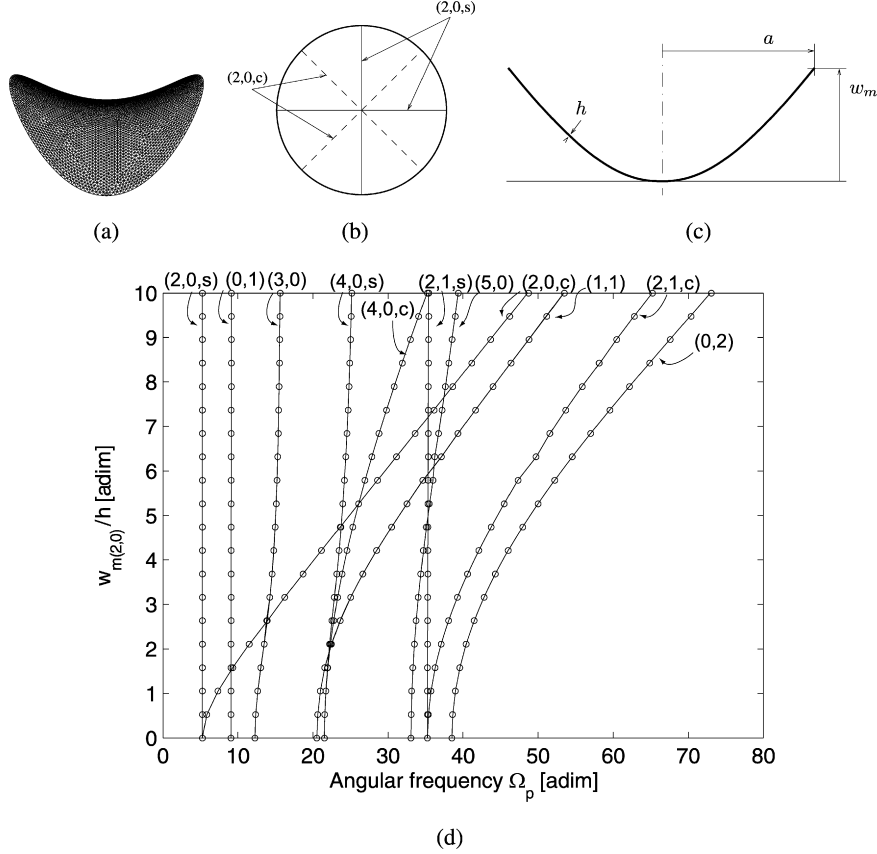 (2,0,s)
(2,0,c)
a
w_m
h
(a)
(b)
(c)
(2,0,s) (0,1) (3,0) (4,0,s) (2,1,s) (5,0) (2,0,c) (1,1) (2,1,c)
(4,0,c)
(0,2)
10
9
8
7
6
5
4
3
2
1
0
w_m(2,0)/h [adim]
0 10 20 30 40 50 60 70 80
Angular frequency Ω_p [adim]
(d)